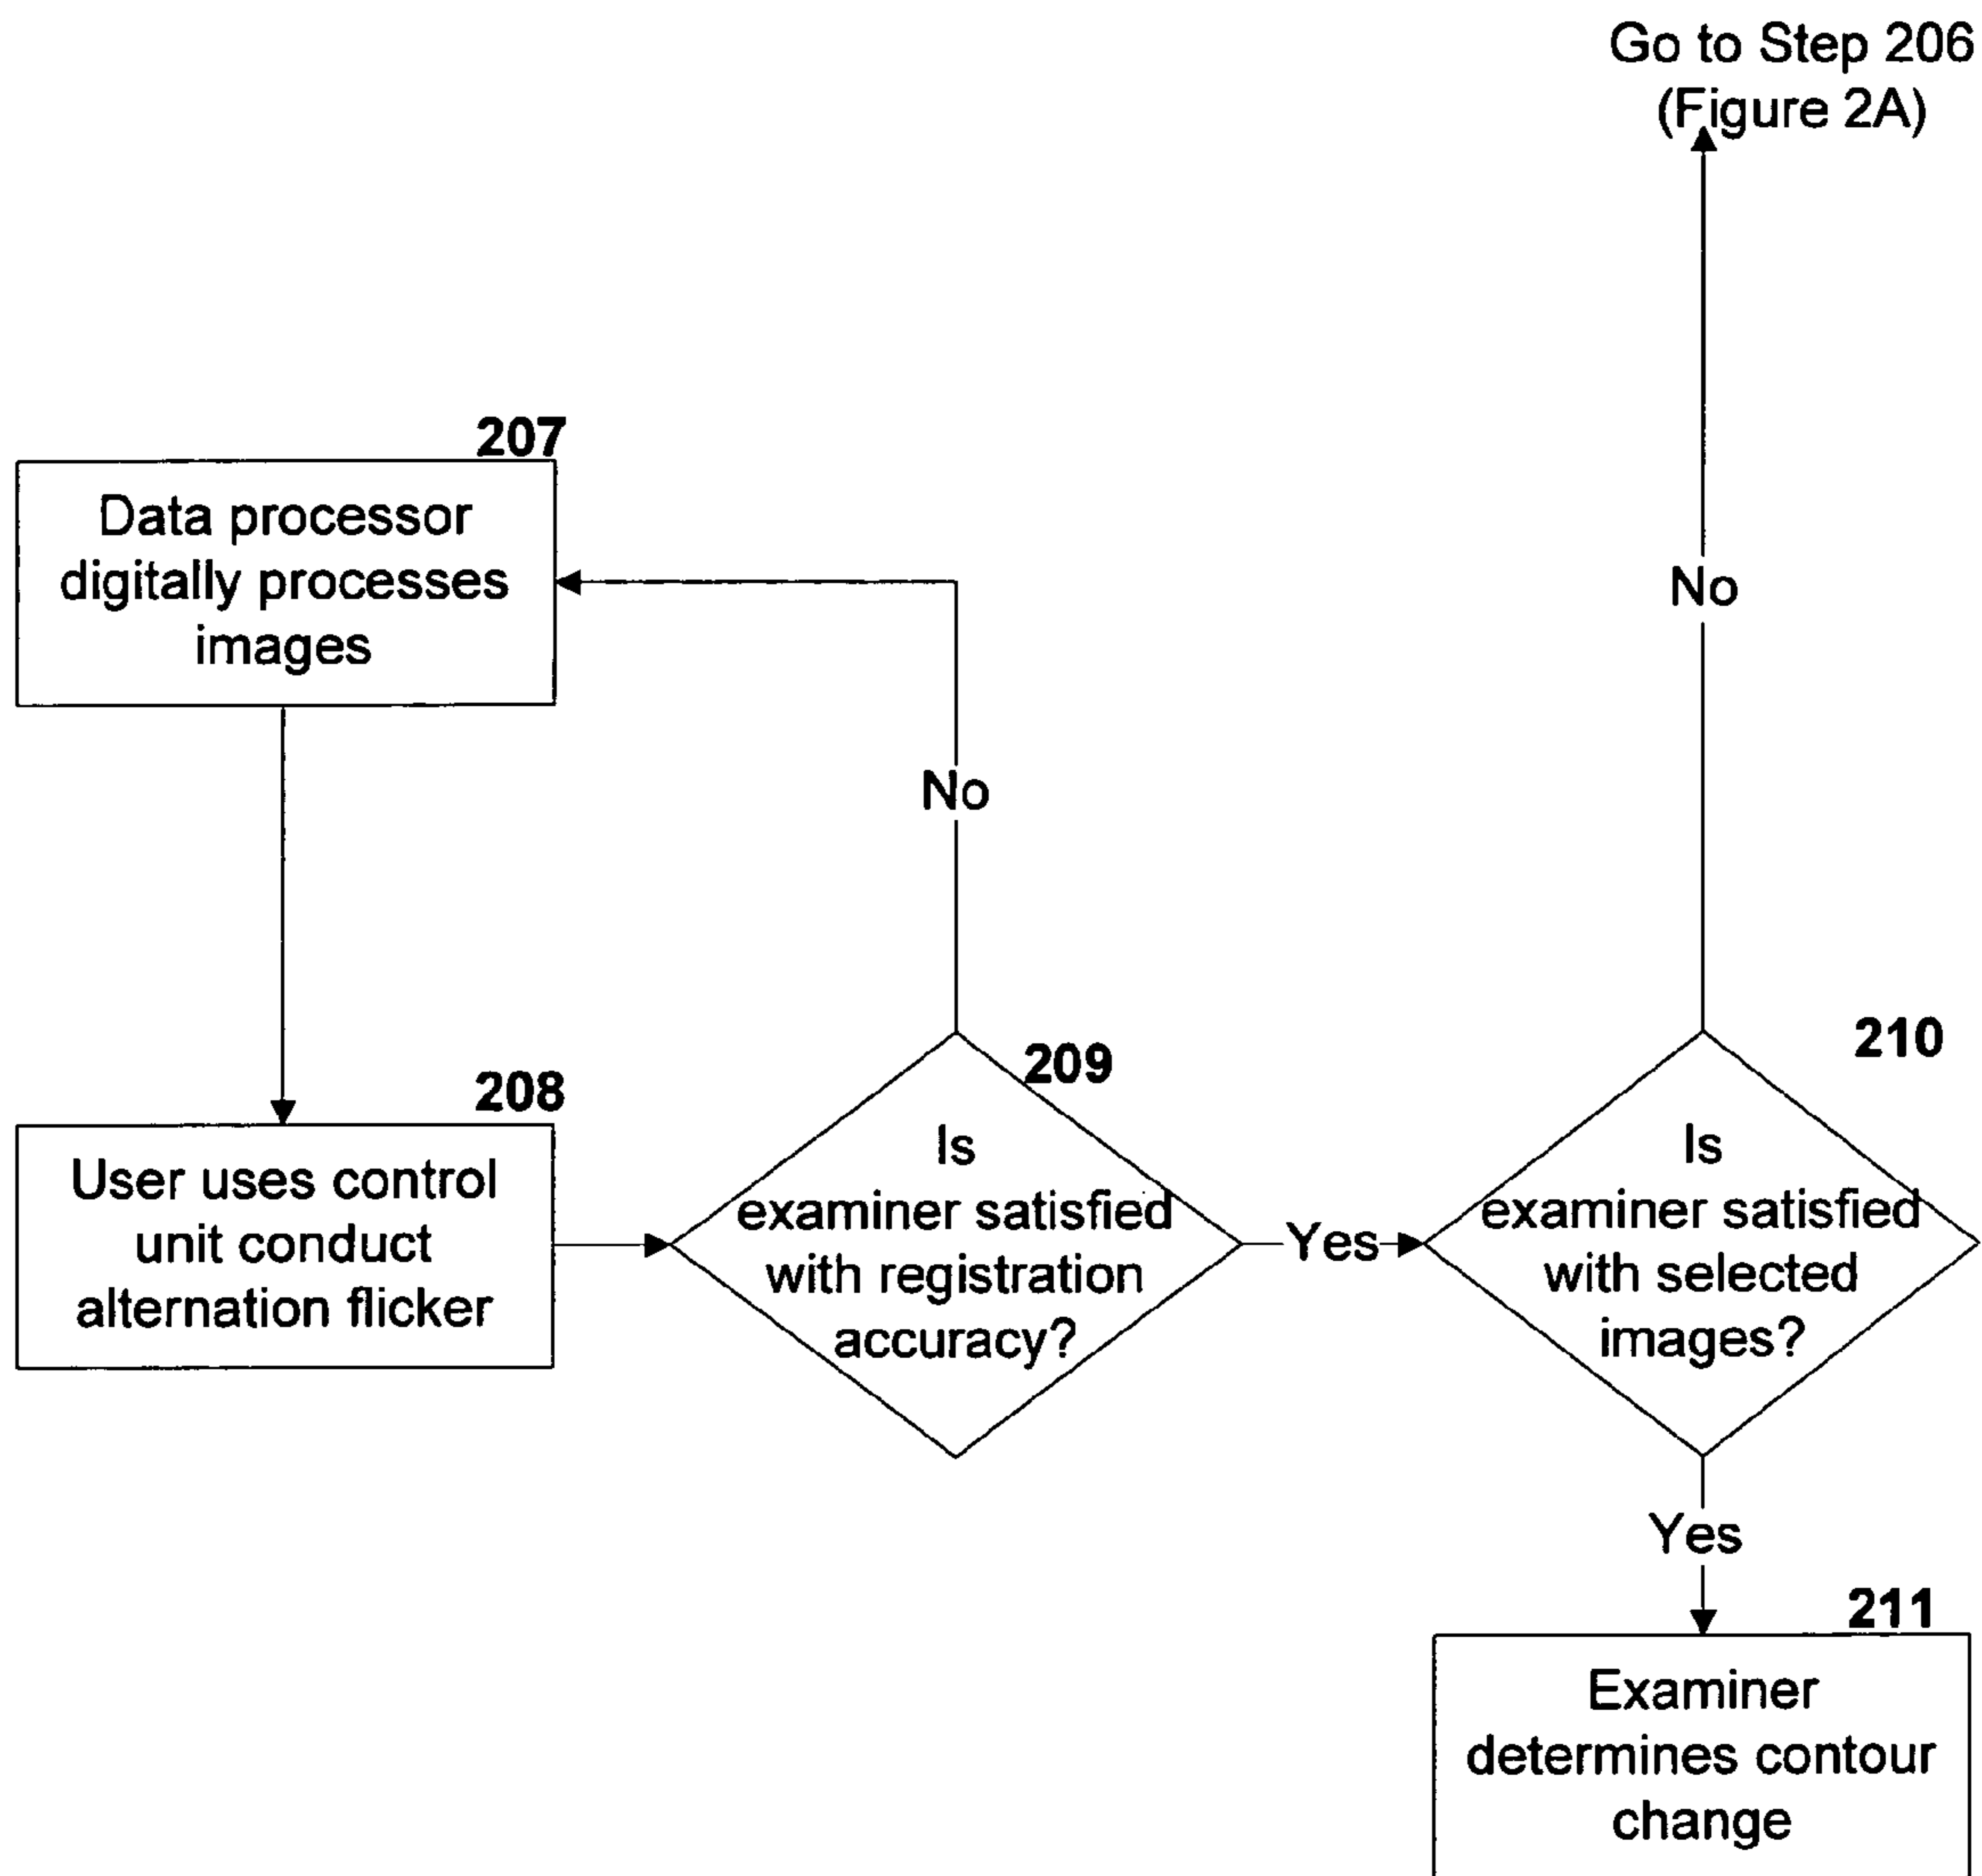 Go to Step 206
(Figure 2A)
207
Data processor
digitally processes
images
No
No
208
User uses control
unit conduct
alternation flicker
209
Is
examiner satisfied
with registration
accuracy?
Yes
210
Is
examiner satisfied
with selected
images?
Yes
211
Examiner
determines contour
change